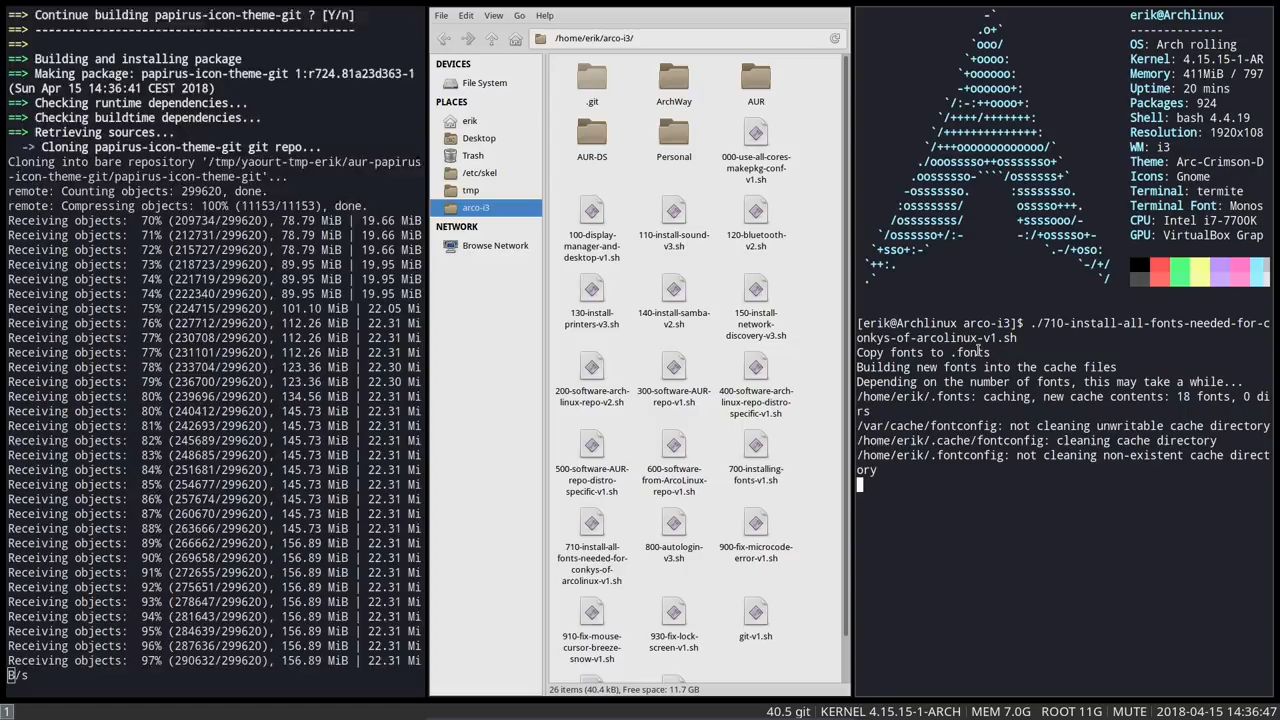 ==> Continue building papirus-icon-theme-git ? [Y/n]
==> ----------------------------------------------
==>
==> Building and installing package
==> Making package: papirus-icon-theme-git 1:r724.81a23d363-1
(Sun Apr 15 14:36:41 CEST 2018)
==> Checking runtime dependencies...
==> Checking buildtime dependencies...
==> Retrieving sources...
-> Cloning papirus-icon-theme-git git repo...
Cloning into bare repository '/tmp/yaourt-tmp-erik/aur-papirus
-icon-theme-git/papirus-icon-theme-git'...
remote: Counting objects: 299620, done.
remote: Compressing objects: 100% (11153/11153), done.
Receiving objects: 70% (209734/299620), 78.79 MiB | 19.66 MiB
Receiving objects: 71% (212731/299620), 78.79 MiB | 19.66 Mi
Receiving objects: 72% (215727/299620), 89.95 MiB | 19.95 Mi
Receiving objects: 73% (218723/299620), 89.95 MiB | 19.95 Mi
Receiving objects: 74% (221719/299620), 89.95 MiB | 19.95 Mi
Receiving objects: 74% (222340/299620), 89.95 MiB | 19.95 Mi
Receiving objects: 75% (224715/299620), 101.10 MiB | 22.05 Mi
Receiving objects: 76% (227712/299620), 112.26 MiB | 22.31 Mi
Receiving objects: 77% (230708/299620), 112.26 MiB | 22.31 Mi
Receiving objects: 77% (231101/299620), 112.26 MiB | 22.31 Mi
Receiving objects: 78% (233704/299620), 123.36 MiB | 22.30 Mi
Receiving objects: 79% (236700/299620), 123.36 MiB | 22.30 Mi
Receiving objects: 80% (239696/299620), 134.56 MiB | 22.31 Mi
Receiving objects: 80% (240412/299620), 145.73 MiB | 22.31 Mi
Receiving objects: 81% (242693/299620), 145.73 MiB | 22.31 Mi
Receiving objects: 82% (245689/299620), 145.73 MiB | 22.31 Mi
Receiving objects: 83% (248685/299620), 145.73 MiB | 22.31 Mi
Receiving objects: 84% (251681/299620), 145.73 MiB | 22.31 Mi
Receiving objects: 85% (254677/299620), 145.73 MiB | 22.31 Mi
Receiving objects: 86% (257674/299620), 145.73 MiB | 22.31 Mi
Receiving objects: 87% (260670/299620), 145.73 MiB | 22.31 Mi
Receiving objects: 88% (263666/299620), 145.73 MiB | 22.31 Mi
Receiving objects: 89% (266662/299620), 156.89 MiB | 22.31 Mi
Receiving objects: 90% (269658/299620), 156.89 MiB | 22.31 Mi
Receiving objects: 91% (272655/299620), 156.89 MiB | 22.31 Mi
Receiving objects: 92% (275651/299620), 156.89 MiB | 22.31 Mi
Receiving objects: 93% (278647/299620), 156.89 MiB | 22.31 Mi
Receiving objects: 94% (281643/299620), 156.89 MiB | 22.31 Mi
Receiving objects: 95% (284639/299620), 156.89 MiB | 22.31 Mi
Receiving objects: 96% (287636/299620), 156.89 MiB | 22.31 Mi
Receiving objects: 97% (290632/299620), 156.89 MiB | 22.31 Mi
B/s
File Edit View Go Help
/home/erik/arco-i3/
DEVICES
File System
PLACES
erik
Desktop
Trash
/etc/skel
tmp
arco-i3
NETWORK
Browse Network
.git
ArchWay
AUR
AUR-DS
Personal
000-use-all-cores-
makepkg-conf-
v1.sh
100-display-
manager-and-
desktop-v1.sh
110-install-sound-
v3.sh
120-bluetooth-
v2.sh
130-install-
printers-v3.sh
140-install-samba-
v2.sh
150-install-
network-
discovery-v3.sh
200-software-arch-
linux-repo-v2.sh
300-software-AUR-
repo-v1.sh
400-software-arch-
linux-repo-distro-
specific-v1.sh
500-software-AUR-
repo-distro-
specific-v1.sh
600-software-
from-ArcoLinux-
repo-v1.sh
700-installing-
fonts-v1.sh
710-install-all-
fonts-needed-for-
conkys-of-
arcolinux-v1.sh
800-autologin-
v3.sh
900-fix-microcode-
error-v1.sh
910-fix-mouse-
cursor-breeze-
snow-v1.sh
930-fix-lock-
screen-v1.sh
git-v1.sh
26 items (40.4 kB), Free space: 11.7 GB
erik@Archlinux
--------------
OS: Arch rolling
Kernel: 4.15.15-1-AR
Memory: 411MiB / 797
Uptime: 20 mins
Packages: 924
Shell: bash 4.4.19
Resolution: 1920x108
WM: i3
Theme: Arc-Crimson-D
Icons: Gnome
Terminal: termite
Terminal Font: Monos
CPU: Intel i7-7700K
GPU: VirtualBox Grap
[erik@Archlinux arco-i3]$ ./710-install-all-fonts-needed-for-c
onkys-of-arcolinux-v1.sh
Copy fonts to .fonts
Building new fonts into the cache files
Depending on the number of fonts, this may take a while...
/home/erik/.fonts: caching, new cache contents: 18 fonts, 0 di
rs
/var/cache/fontconfig: not cleaning unwritable cache directory
/home/erik/.cache/fontconfig: cleaning cache directory
/home/erik/.fontconfig: not cleaning non-existent cache direct
ory
1
40.5 git | KERNEL 4.15.15-1-ARCH | MEM 7.0G | ROOT 11G | MUTE | 2018-04-15 14:36:47